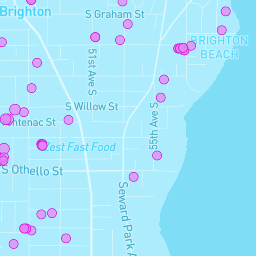 S Graham St
Brighton
BRIGHTON
BEACH
51st Ave S
S Willow St
55th Ave S
ntenac St
Zest Fast Food
S Othello St
Seward Park A